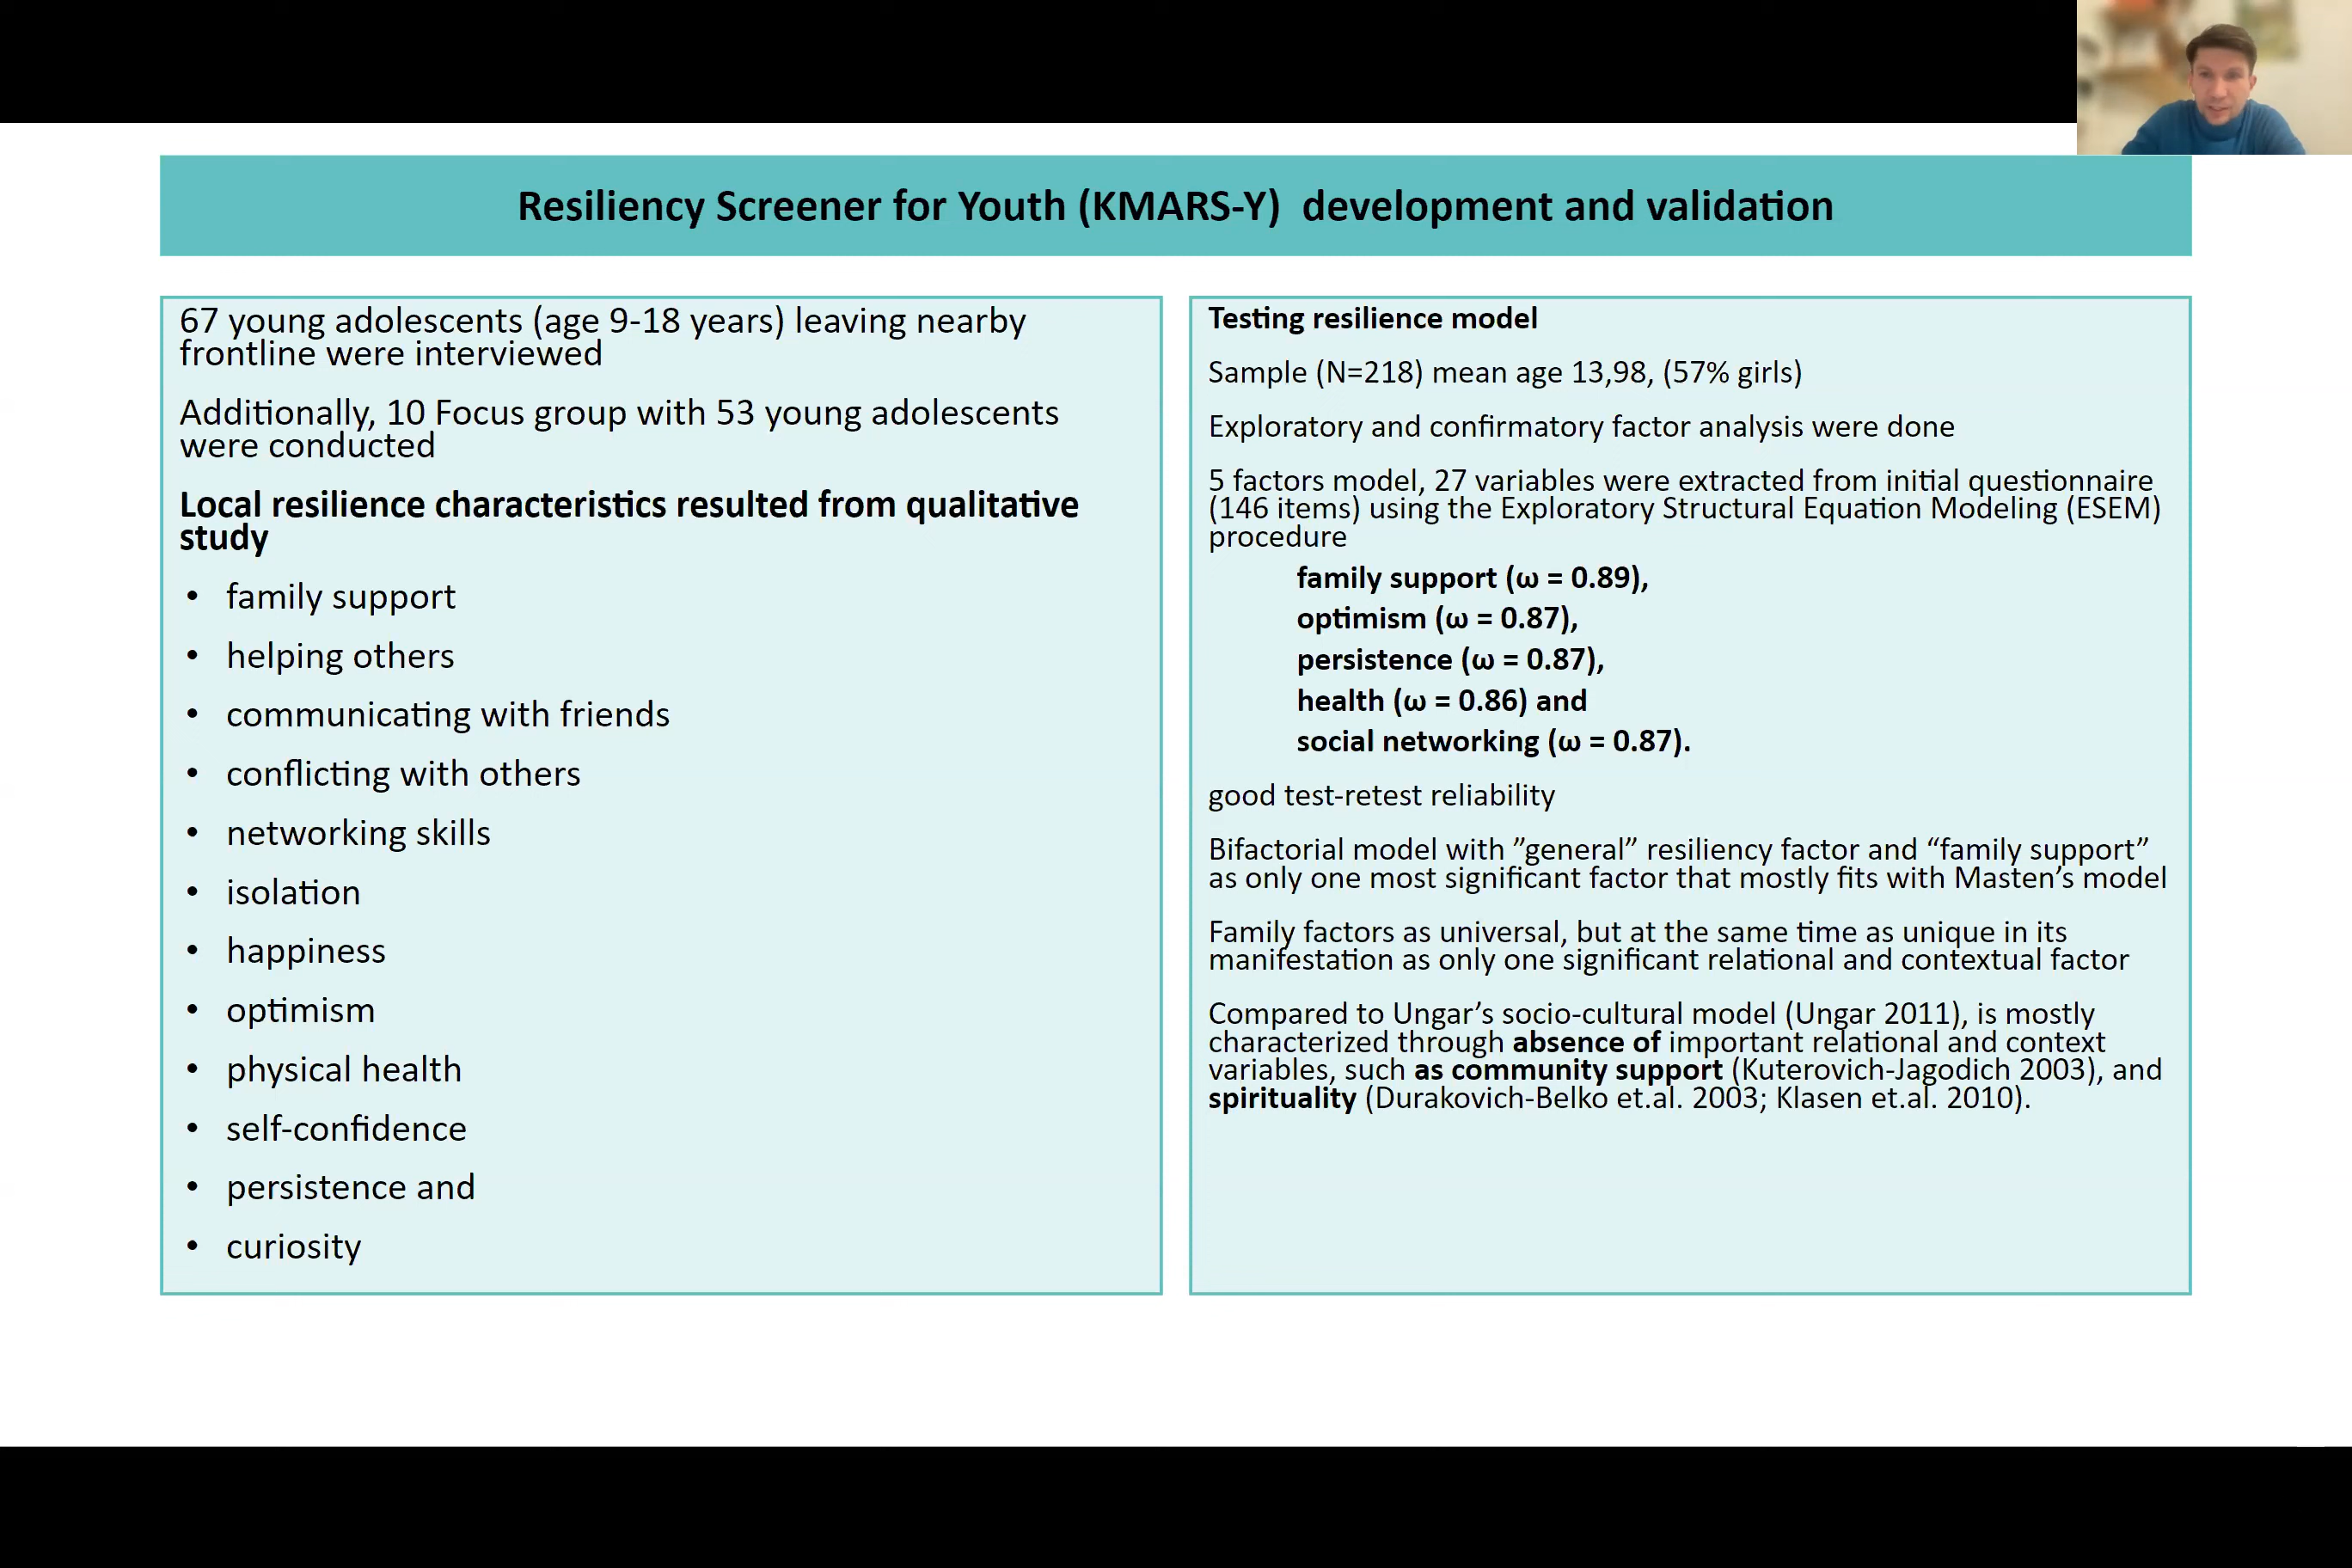 Resiliency Screener for Youth (KMARS-Y)  development and validation
67 young adolescents (age 9-18 years) leaving nearby
frontline were interviewed
Additionally, 10 Focus group with 53 young adolescents
were conducted
Local resilience characteristics resulted from qualitative
study
• family support
• helping others
• communicating with friends
• conflicting with others
• networking skills
• isolation
• happiness
• optimism
• physical health
• self-confidence
• persistence and
• curiosity
Testing resilience model
Sample (N=218) mean age 13,98, (57% girls)
Exploratory and confirmatory factor analysis were done
5 factors model, 27 variables were extracted from initial questionnaire
(146 items) using the Exploratory Structural Equation Modeling (ESEM)
procedure
family support (ω = 0.89),
optimism (ω = 0.87),
persistence (ω = 0.87),
health (ω = 0.86) and
social networking (ω = 0.87).
good test-retest reliability
Bifactorial model with ”general” resiliency factor and “family support”
as only one most significant factor that mostly fits with Masten’s model
Family factors as universal, but at the same time as unique in its
manifestation as only one significant relational and contextual factor
Compared to Ungar’s socio-cultural model (Ungar 2011), is mostly
characterized through absence of important relational and context
variables, such as community support (Kuterovich-Jagodich 2003), and
spirituality (Durakovich-Belko et.al. 2003; Klasen et.al. 2010).